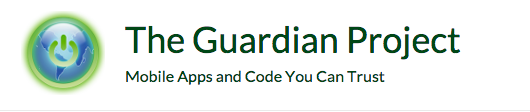 The Guardian Project
Mobile Apps and Code You Can Trust